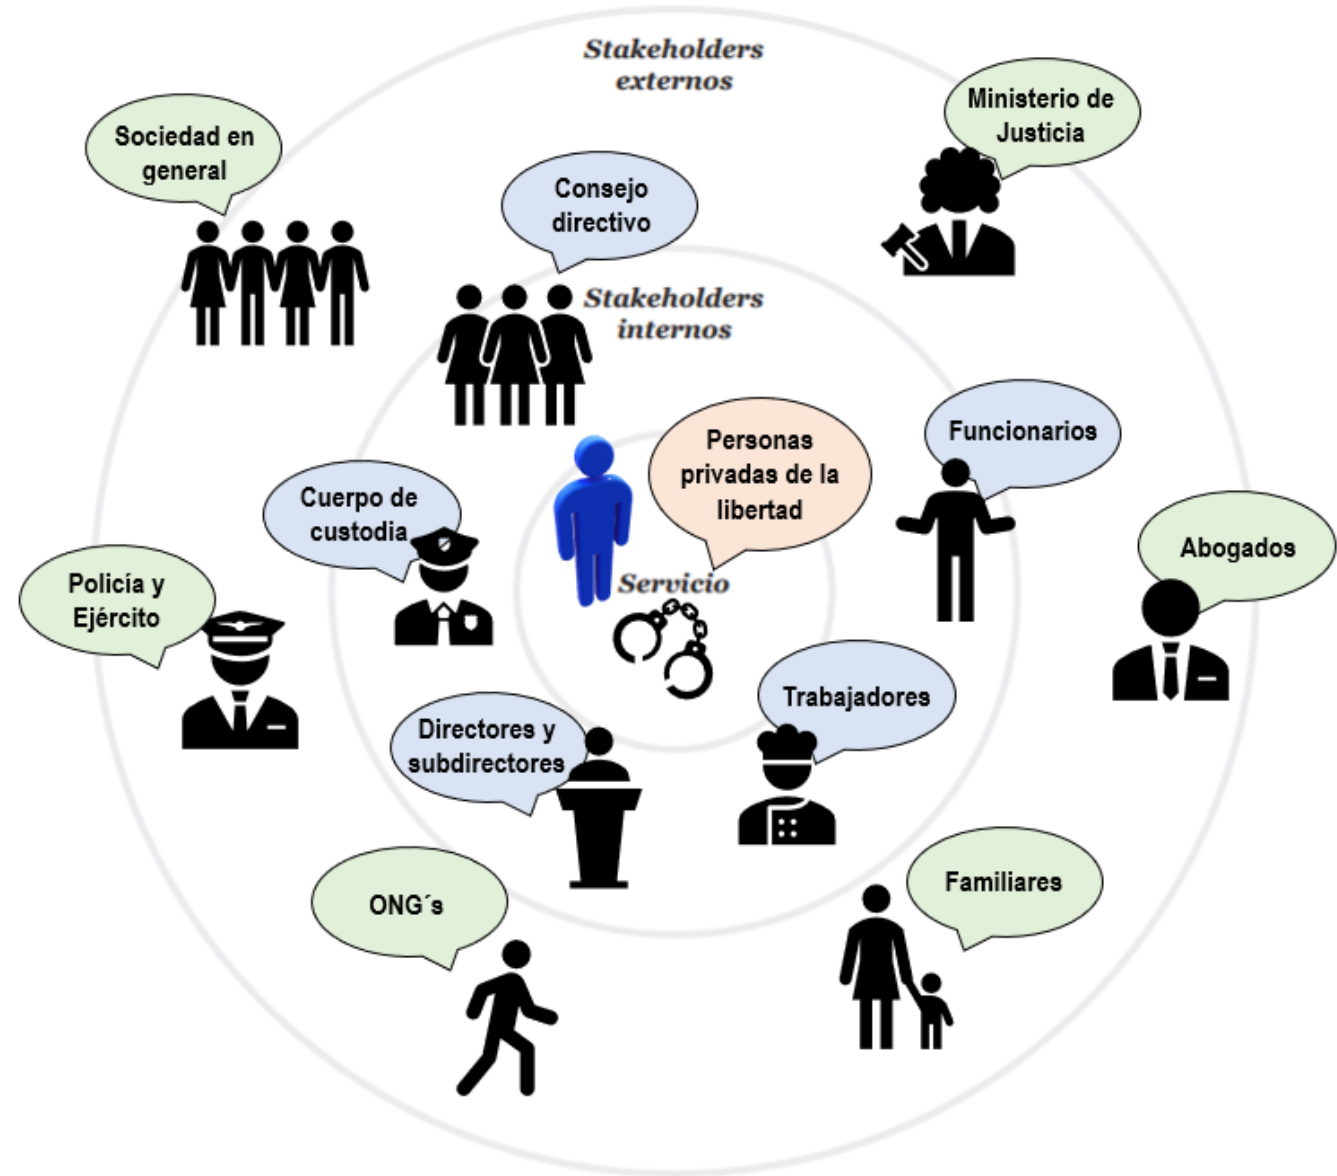 Stakeholders
externos
Ministerio de
Justicia
Sociedad en
general
Consejo
directivo
Stakeholders
internos
Personas
privadas de la
libertad
Funcionarios
Cuerpo de
custodia
Abogados
Policía y
Ejército
Servicio
Trabajadores
Directores y
subdirectores
Familiares
ONG´s